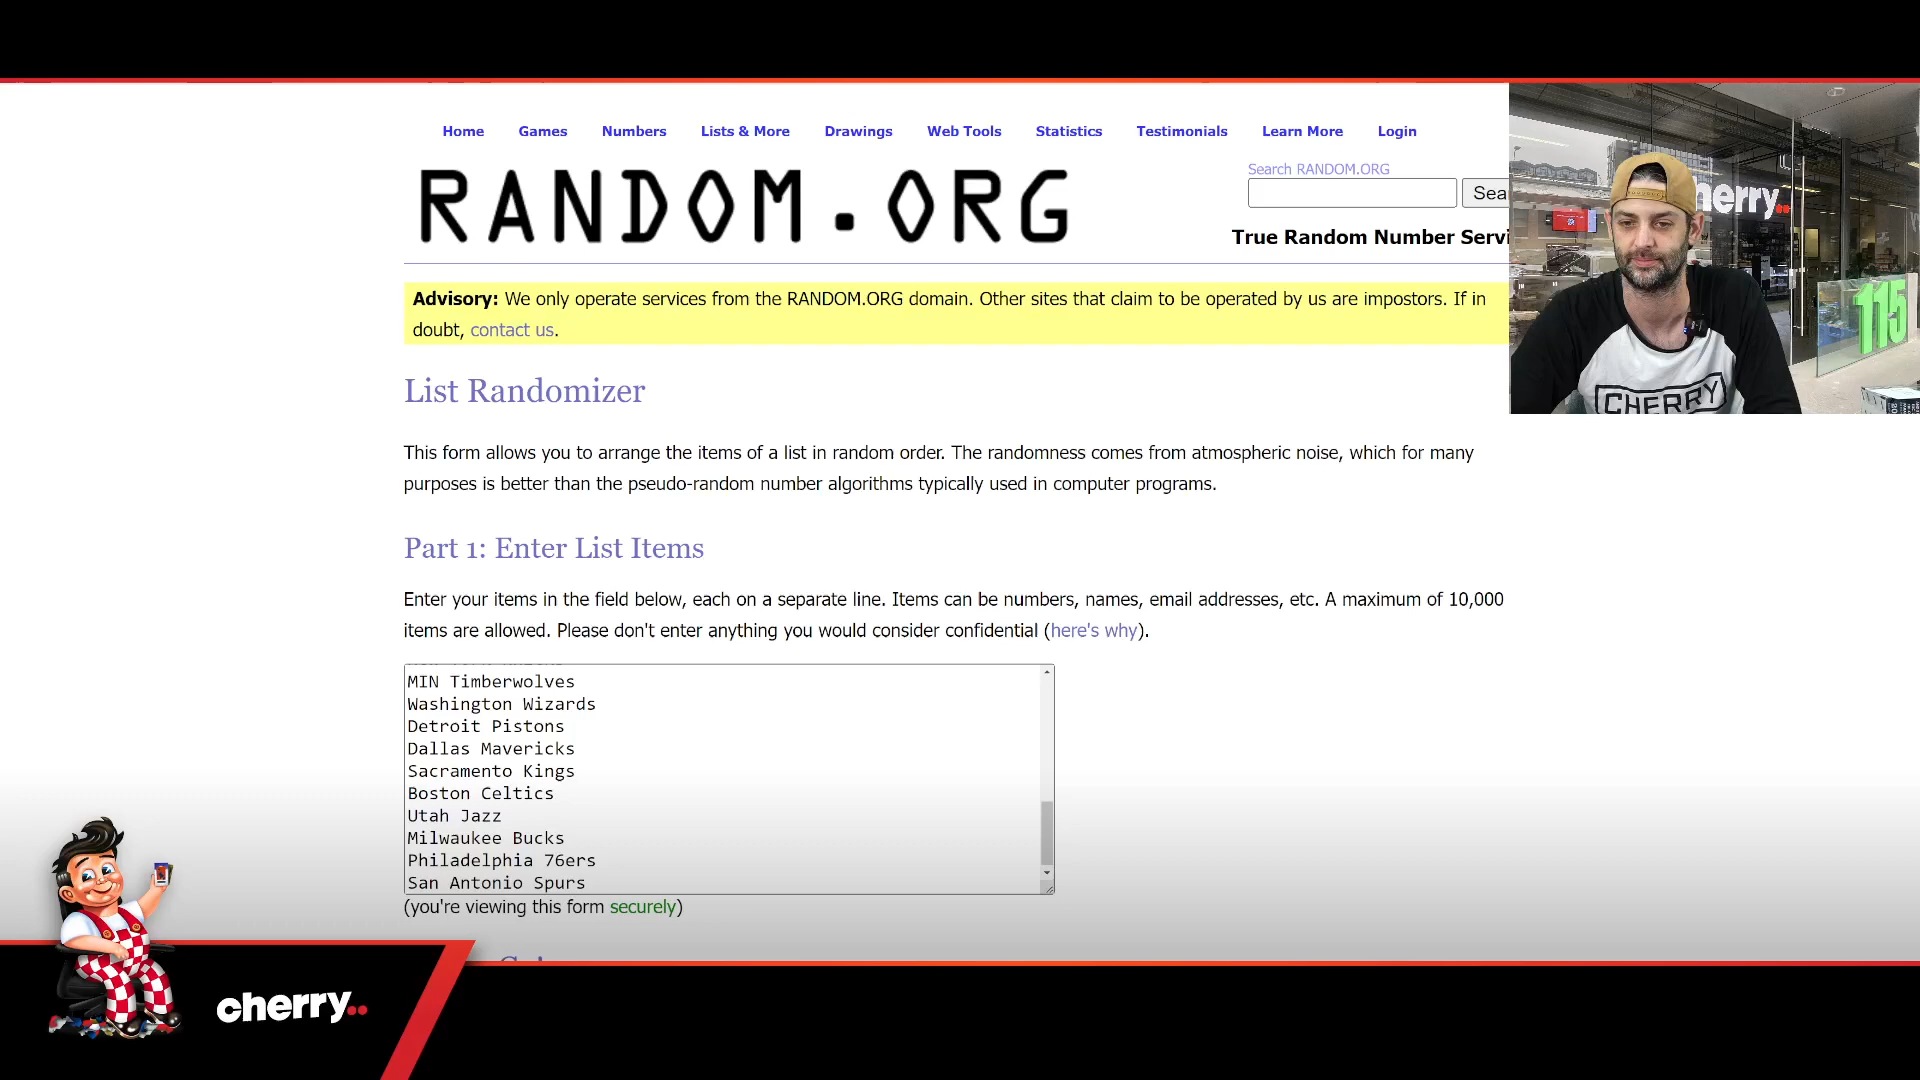 Home Games Numbers Lists & More Drawings Web Tools Statistics Testimonials Learn More Login
RANDOM.ORG
Search RANDOM.ORG
Sea
True Random Number Servi
Advisory: We only operate services from the RANDOM.ORG domain. Other sites that claim to be operated by us are impostors. If in
doubt, contact us.
cherry..
115
CHERRY
List Randomizer
This form allows you to arrange the items of a list in random order. The randomness comes from atmospheric noise, which for many
purposes is better than the pseudo-random number algorithms typically used in computer programs.
Part 1: Enter List Items
Enter your items in the field below, each on a separate line. Items can be numbers, names, email addresses, etc. A maximum of 10,000
items are allowed. Please don't enter anything you would consider confidential (here's why).
MIN Timberwolves
Washington Wizards
Detroit Pistons
Dallas Mavericks
Sacramento Kings
Boston Celtics
Utah Jazz
Milwaukee Bucks
Philadelphia 76ers
San Antonio Spurs
(you're viewing this form securely)
cherry..